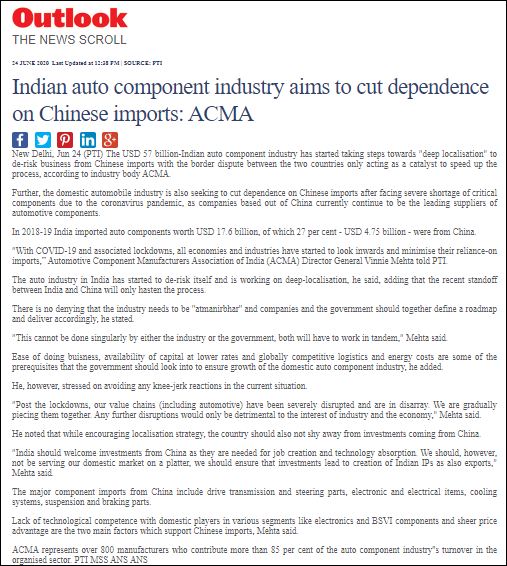 Outlook
THE NEWS SCROLL
24 JUNE 2020 Last Updated at 12:38 PM | SOURCE: PTI
Indian auto component industry aims to cut dependence
on Chinese imports: ACMA
New Delhi, Jun 24 (PTI) The USD 57 billion-Indian auto component industry has started taking steps towards "deep localisation" to
de-risk business from Chinese imports with the border dispute between the two countries only acting as a catalyst to speed up the
process, according to industry body ACMA.
Further, the domestic automobile industry is also seeking to cut dependence on Chinese imports after facing severe shortage of critical
components due to the coronavirus pandemic, as companies based out of China currently continue to be the leading suppliers of
automotive components.
In 2018-19 India imported auto components worth USD 17.6 billion, of which 27 per cent - USD 4.75 billion - were from China.
"With COVID-19 and associated lockdowns, all economies and industries have started to look inwards and minimise their reliance-on
imports," Automotive Component Manufacturers Association of India (ACMA) Director General Vinnie Mehta told PTI.
The auto industry in India has started to de-risk itself and is working on deep-localisation, he said, adding that the recent standoff
between India and China will only hasten the process.
There is no denying that the industry needs to be "atmanirbhar" and companies and the government should together define a roadmap
and deliver accordingly, he stated.
"This cannot be done singularly by either the industry or the government, both will have to work in tandem," Mehta said.
Ease of doing buisness, availability of capital at lower rates and globally competitive logistics and energy costs are some of the
prerequisites that the government should look into to ensure growth of the domestic auto component industry, he added.
He, however, stressed on avoiding any knee-jerk reactions in the current situation.
"Post the lockdowns, our value chains (including automotive) have been severely disrupted and are in disarray. We are gradually
piecing them together. Any further disruptions would only be detrimental to the interest of industry and the economy," Mehta said.
He noted that while encouraging localisation strategy, the country should also not shy away from investments coming from China.
"India should welcome investments from China as they are needed for job creation and technology absorption. We should, however,
not be serving our domestic market on a platter, we should ensure that investments lead to creation of Indian IPs as also exports,"
Mehta said.
The major component imports from China include drive transmission and steering parts, electronic and electrical items, cooling
systems, suspension and braking parts.
Lack of technological competence with domestic players in various segments like electronics and BSVI components and sheer price
advantage are the two main factors which support Chinese imports, Mehta said.
ACMA represents over 800 manufacturers who contribute more than 85 per cent of the auto component industry"s turnover in the
organised sector. PTI MSS ANS ANS